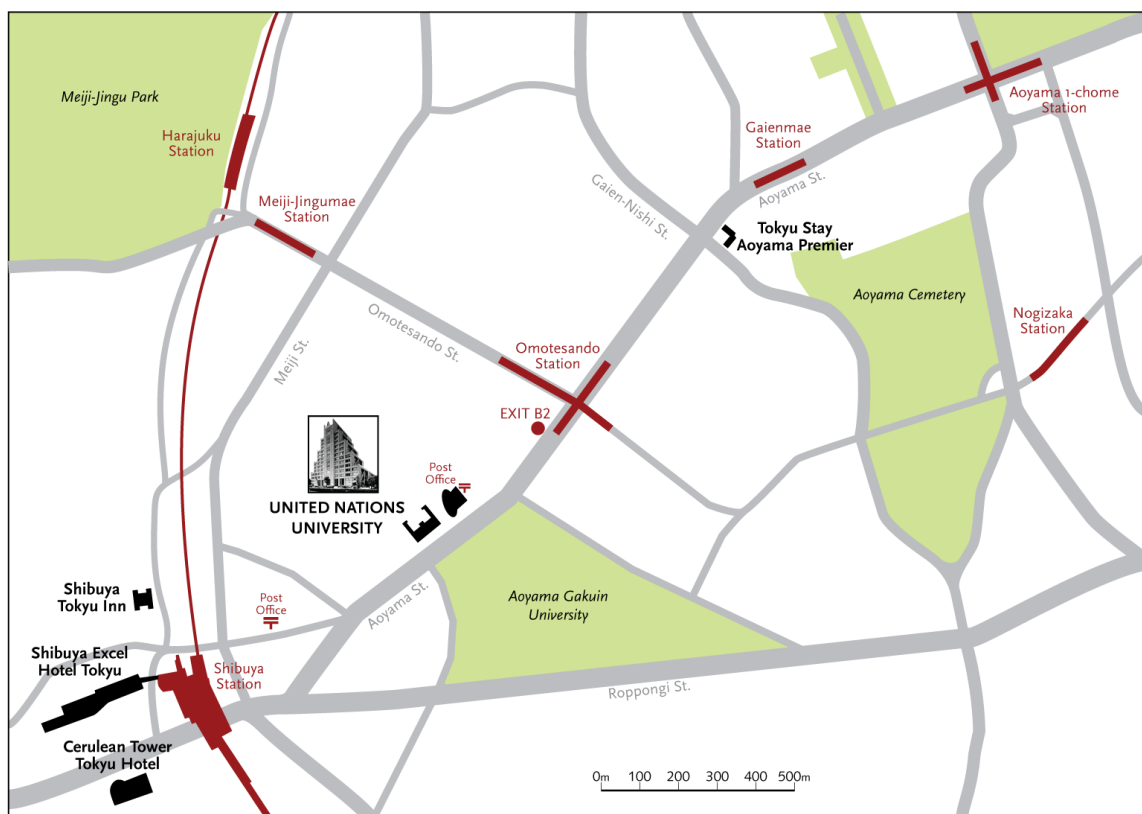 Meiji-Jingu Park
Harajuku
Station
Meiji-Jingumae
Station
Gaienmae
Station
Aoyama 1-chome
Station
Aoyama St.
Gaien-Nishi St.
Tokyu Stay
Aoyama Premier
Aoyama Cemetery
Nogizaka
Station
Omotesando St.
Omotesando
Station
Meiji St.
EXIT B2
Post
Office
UNITED NATIONS
UNIVERSITY
Shibuya
Tokyu Inn
Post
Office
Aoyama St.
Aoyama Gakuin
University
Shibuya Excel
Hotel Tokyu
Shibuya
Station
Roppongi St.
Cerulean Tower
Tokyu Hotel
0m 100 200 300 400 500m